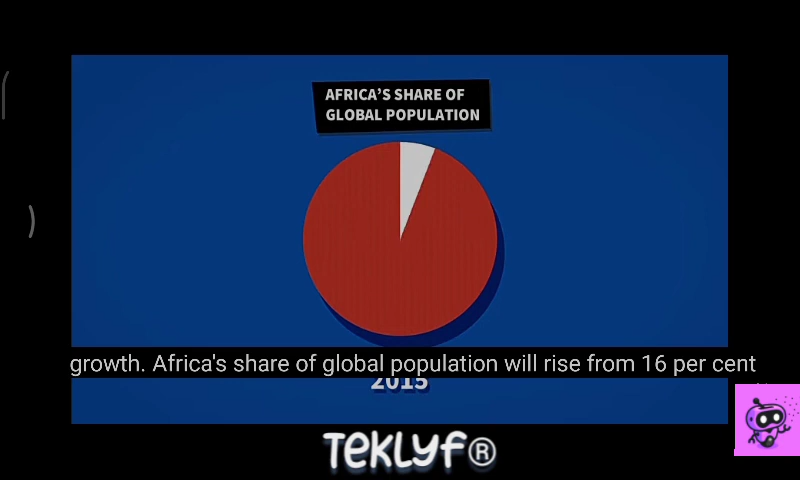 AFRICA'S SHARE OF
GLOBAL POPULATION
growth. Africa's share of global population will rise from 16 per cent
2015
TEKLYF®